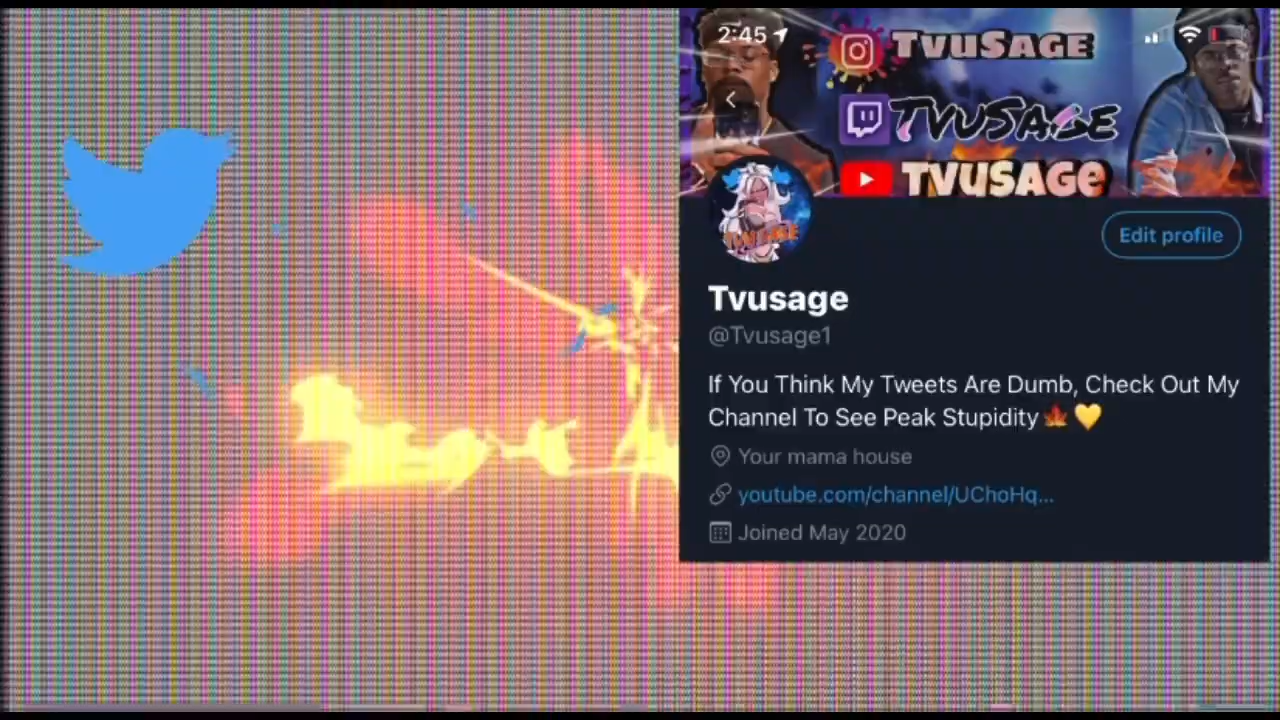 2:45
TvuSage
TvuSage
TVUSAGE
TVUSAGE
Edit profile
Tvusage
@Tvusage1
If You Think My Tweets Are Dumb, Check Out My
Channel To See Peak Stupidity🍁💛
Your mama house
youtube.com/channel/UChoHq...
Joined May 2020